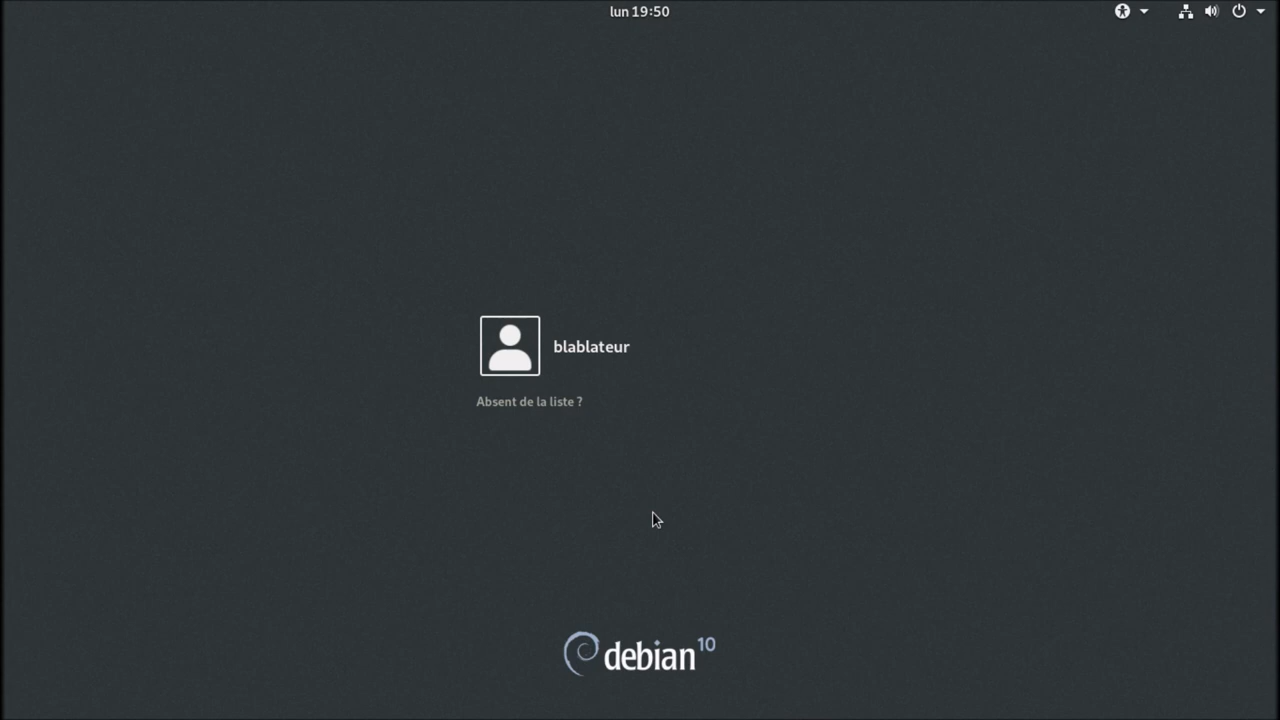 lun 19:50
blablateur
Absent de la liste ?
debian 10